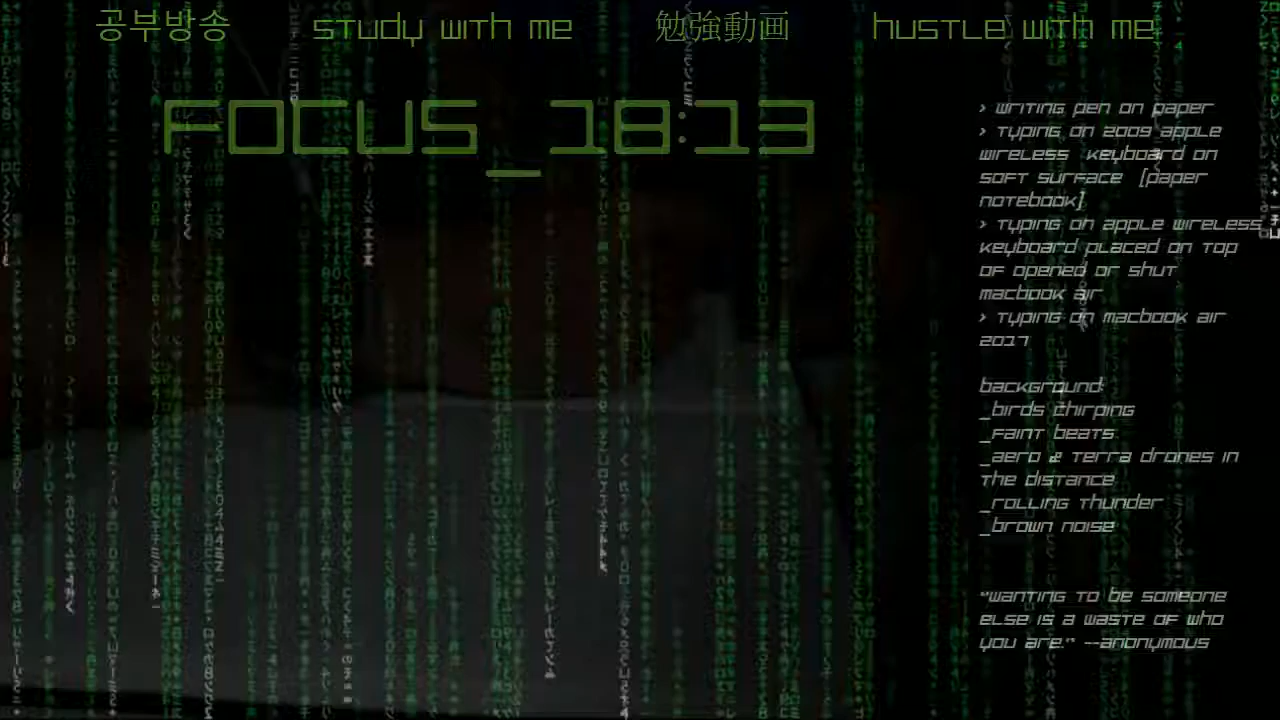 공부방송 study with me 勉強動画 hustle with me
FOCUS_ 18:13
> writing pen on paper
> typing on 2009 apple
wireless keyboard on
soft surface [paper
notebook]
> typing on apple wireless
keyboard placed on top
of opened or shut
macbook air
> typing on macbook air
2017
background:
_birds chirping
_faint beats
_aero & terra drones in
the distance
_rolling thunder
_brown noise
"wanting to be someone
else is a waste of who
you are." --anonymous